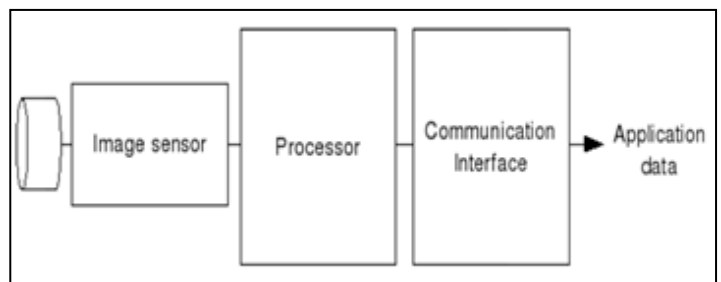 Image sensor
Processor
Communication
Interface
Application
data